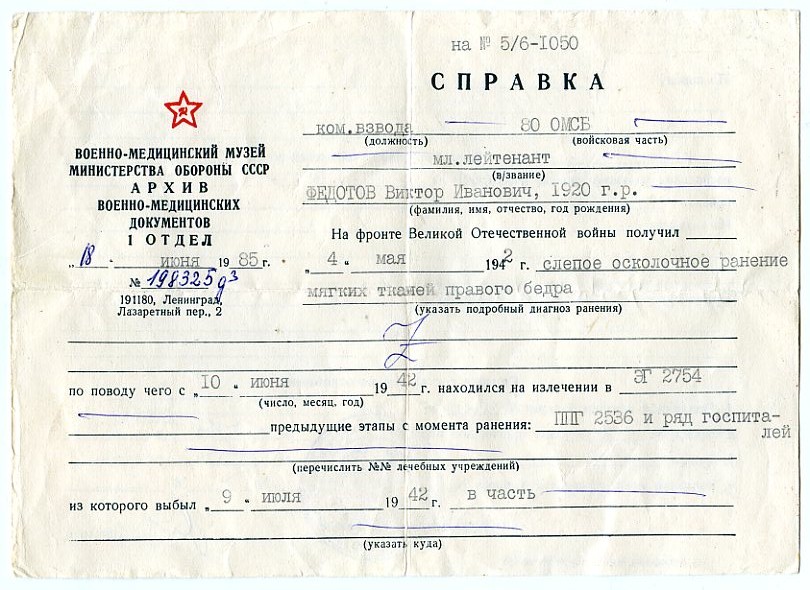 на № 5/6-I050
СПРАВКА
ком.взвода 80 ОМСБ
(должность) (войсковая часть)
мл.лейтенант
(в/звание)
ФЕДОТОВ Виктор Иванович, 1920 г.р.
(фамилия, имя, отчество, год рождения)
ВОЕННО-МЕДИЦИНСКИЙ МУЗЕЙ
МИНИСТЕРСТВА ОБОРОНЫ СССР
АРХИВ
ВОЕННО-МЕДИЦИНСКИХ
ДОКУМЕНТОВ
1 ОТДЕЛ
„18 " июня 1985 г.
№ 198325
191180, Ленинград,
Лазаретный пер., 2
На фронте Великой Отечественной войны получил
„ 4 " мая 1942 г. слепое осколочное ранение
мягких тканей правого бедра
(указать подробный диагноз ранения)
Z
по поводу чего с „I0 " июня 1942 г. находился на излечении в ЭГ 2754
(число, месяц, год)
предыдущие этапы с момента ранения: ППГ 2536 и ряд госпита-
лей
(перечислить №№ лечебных учреждений)
из которого выбыл „ 9 " июля 1942 г. в часть
(указать куда)